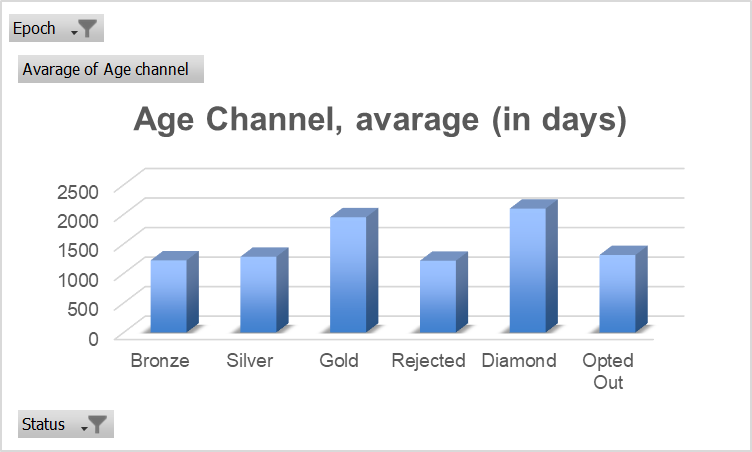 Epoch
Avarage of Age channel
Age Channel, avarage (in days)
2500
2000
1500
1000
500
0
Bronze Silver Gold Rejected Diamond Opted Out
Status